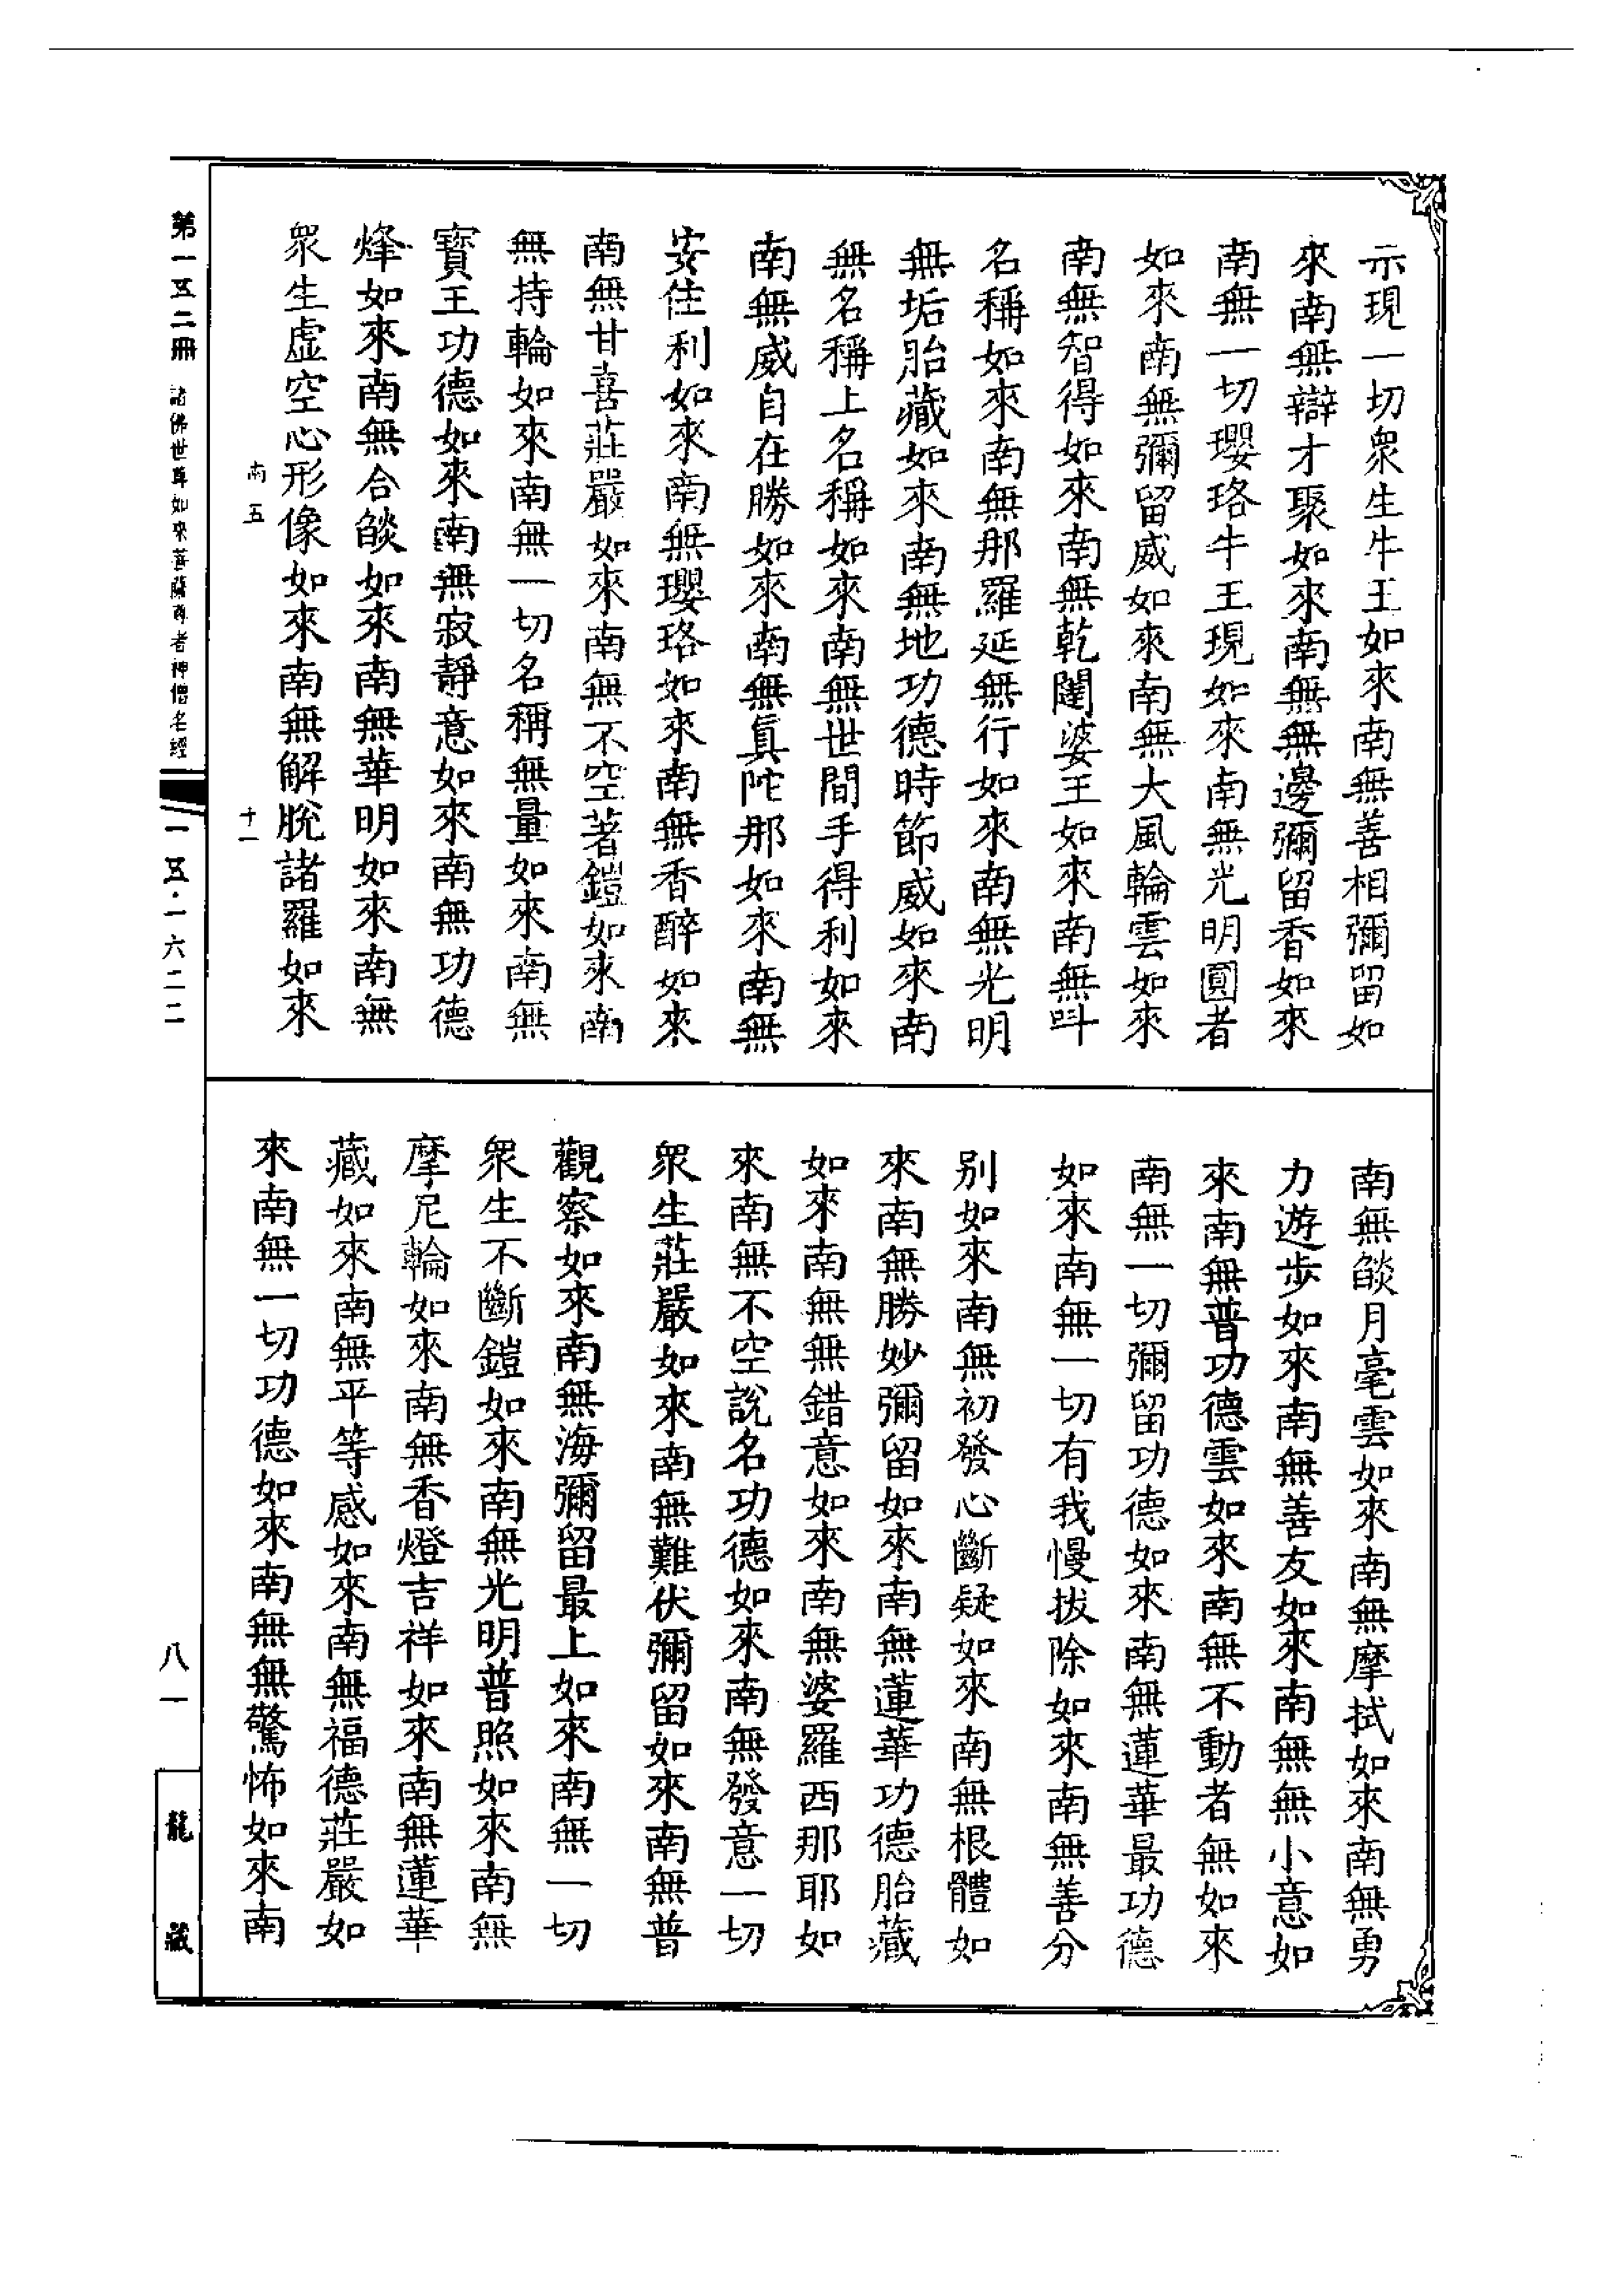 示現一切衆生牛王如來南無善相彌留如
來南無辯才聚如來南無無邊彌留香如來
南無一切瓔珞牛王現如來南無光明圓者
如來南無彌留威如來南無大風輪雲如來
南無智得如來南無乾闥婆王如來南無叫
名稱如來南無那羅延無行如來南無光明
無垢胎藏如來南無地功德時節威如來南
無名稱上名稱如來南無世間手得利如來
南無威自在勝如來南無真陀那如來南無
安住利如來南無瓔珞如來南無香醉如來
南無甘喜莊嚴如來南無不空著鎧如來南
無持輪如來南無一切名稱無量如來南無
寶王功德如來南無寂靜意如來南無功德
烽如來南無合燄如來南無華明如來南無
衆生虛空心形像如來南無解脫諸羅如來
南五
十一
南無燄月毫雲如來南無摩拭如來南無勇
力遊步如來南無善友如來南無無小意如
來南無普功德雲如來南無不動者無如來
南無一切彌留功德如來南無蓮華最功德
如來南無一切有我慢拔除如來南無善分
別如來南無初發心斷疑如來南無根體如
來南無勝妙彌留如來南無蓮華功德胎藏
如來南無無錯意如來南無婆羅西那耶如
來南無不空說名功德如來南無發意一切
衆生莊嚴如來南無難伏彌留如來南無普
觀察如來南無海彌留最上如來南無一切
衆生不斷鎧如來南無光明普照如來南無
摩尼輪如來南無香燈吉祥如來南無蓮華
藏如來南無平等感如來南無福德莊嚴如
來南無一切功德如來南無無驚怖如來南
第一五二冊 諸佛世尊如來菩薩尊者神僧名經
一五·一六二二
八一
龍藏